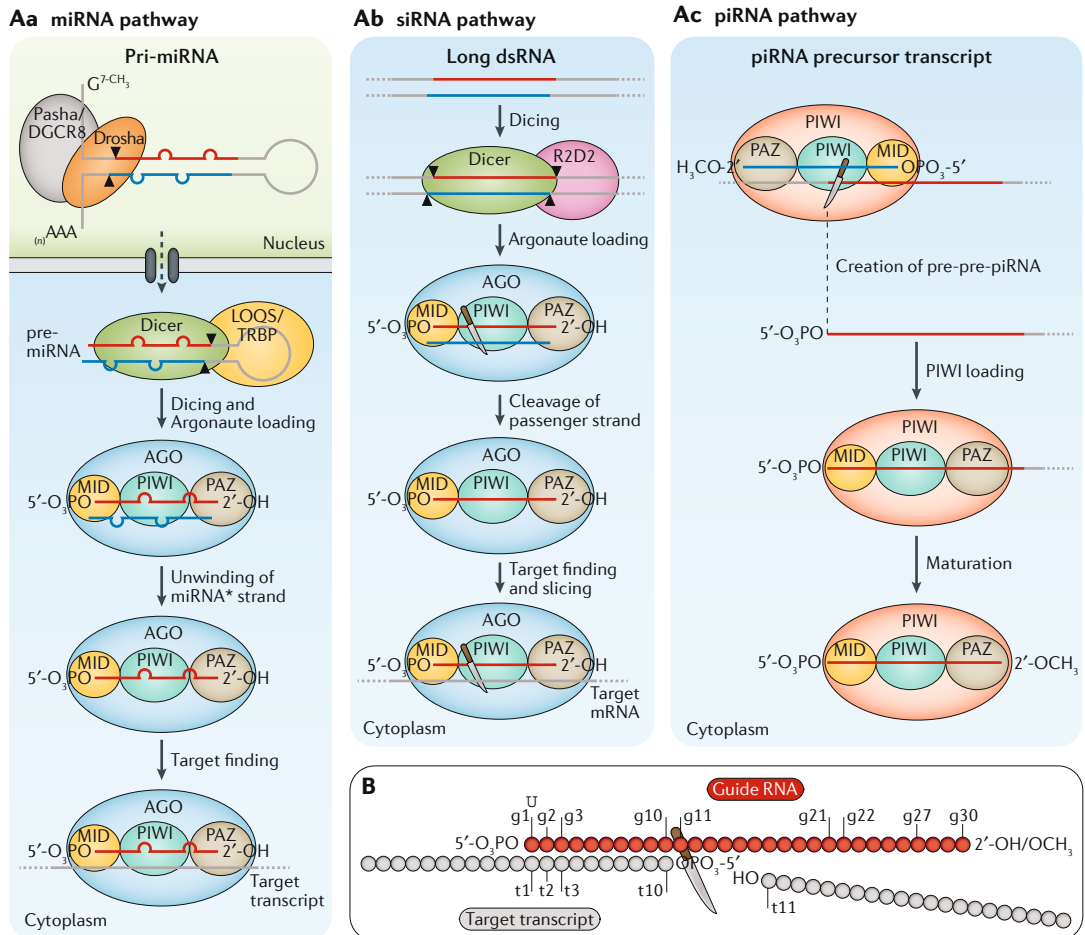 Aa miRNA pathway
Pri-miRNA
G7-CH3
Pasha/
DGCR8
Drosha
(n)AAA
Nucleus
pre-
miRNA
Dicer
LOQS/
TRBP
Dicing and
Argonaute loading
AGO
MID
PIWI
PAZ
5′-O3PO
2′-OH
Unwinding of
miRNA* strand
AGO
MID
PIWI
PAZ
5′-O3PO
2′-OH
Target finding
AGO
MID
PIWI
PAZ
5′-O3PO
2′-OH
Target
transcript
Cytoplasm
Ab siRNA pathway
Long dsRNA
Dicing
Dicer
R2D2
Argonaute loading
AGO
MID
PIWI
PAZ
5′-O3PO
2′-OH
Cleavage of
passenger strand
AGO
MID
PIWI
PAZ
5′-O3PO
2′-OH
Target finding
and slicing
AGO
MID
PIWI
PAZ
5′-O3PO
2′-OH
Target
mRNA
Cytoplasm
Ac piRNA pathway
piRNA precursor transcript
PIWI
PAZ
PIWI
MID
H3CO-2′
OPO3-5′
Creation of pre-pre-piRNA
5′-O3PO
PIWI loading
PIWI
MID
PIWI
PAZ
5′-O3PO
Maturation
PIWI
MID
PIWI
PAZ
5′-O3PO
2′-OCH3
Cytoplasm
B
Guide RNA
U
g1 g2 g3 g10 g11 g21 g22 g27 g30
5′-O3PO
2′-OH/OCH3
OPO3-5′
HO
t1 t2 t3 t10
t11
Target transcript